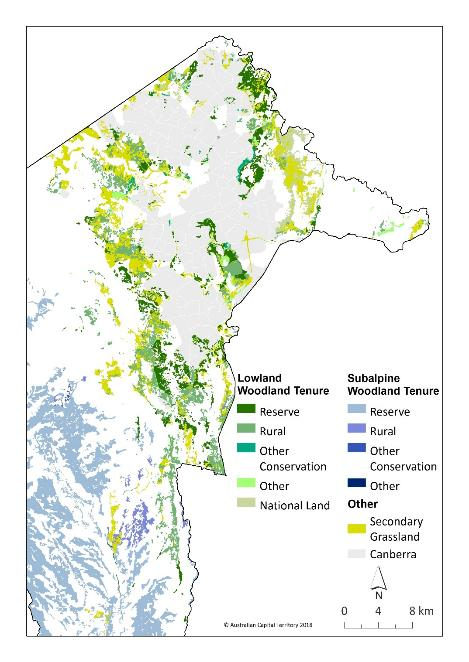 Lowland
Woodland Tenure
Reserve
Rural
Other
Conservation
Other
National Land
Subalpine
Woodland Tenure
Reserve
Rural
Other
Conservation
Other
Other
Secondary
Grassland
Canberra
N
0 4 8 km
© Australian Capital Territory 2018